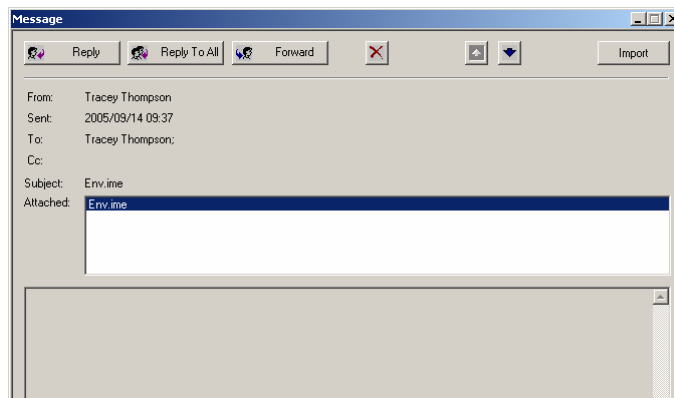 Message
Reply Reply To All Forward Import
From: Tracey Thompson
Sent: 2005/09/14 09:37
To: Tracey Thompson;
Cc:
Subject: Env.ime
Attached: Env.ime